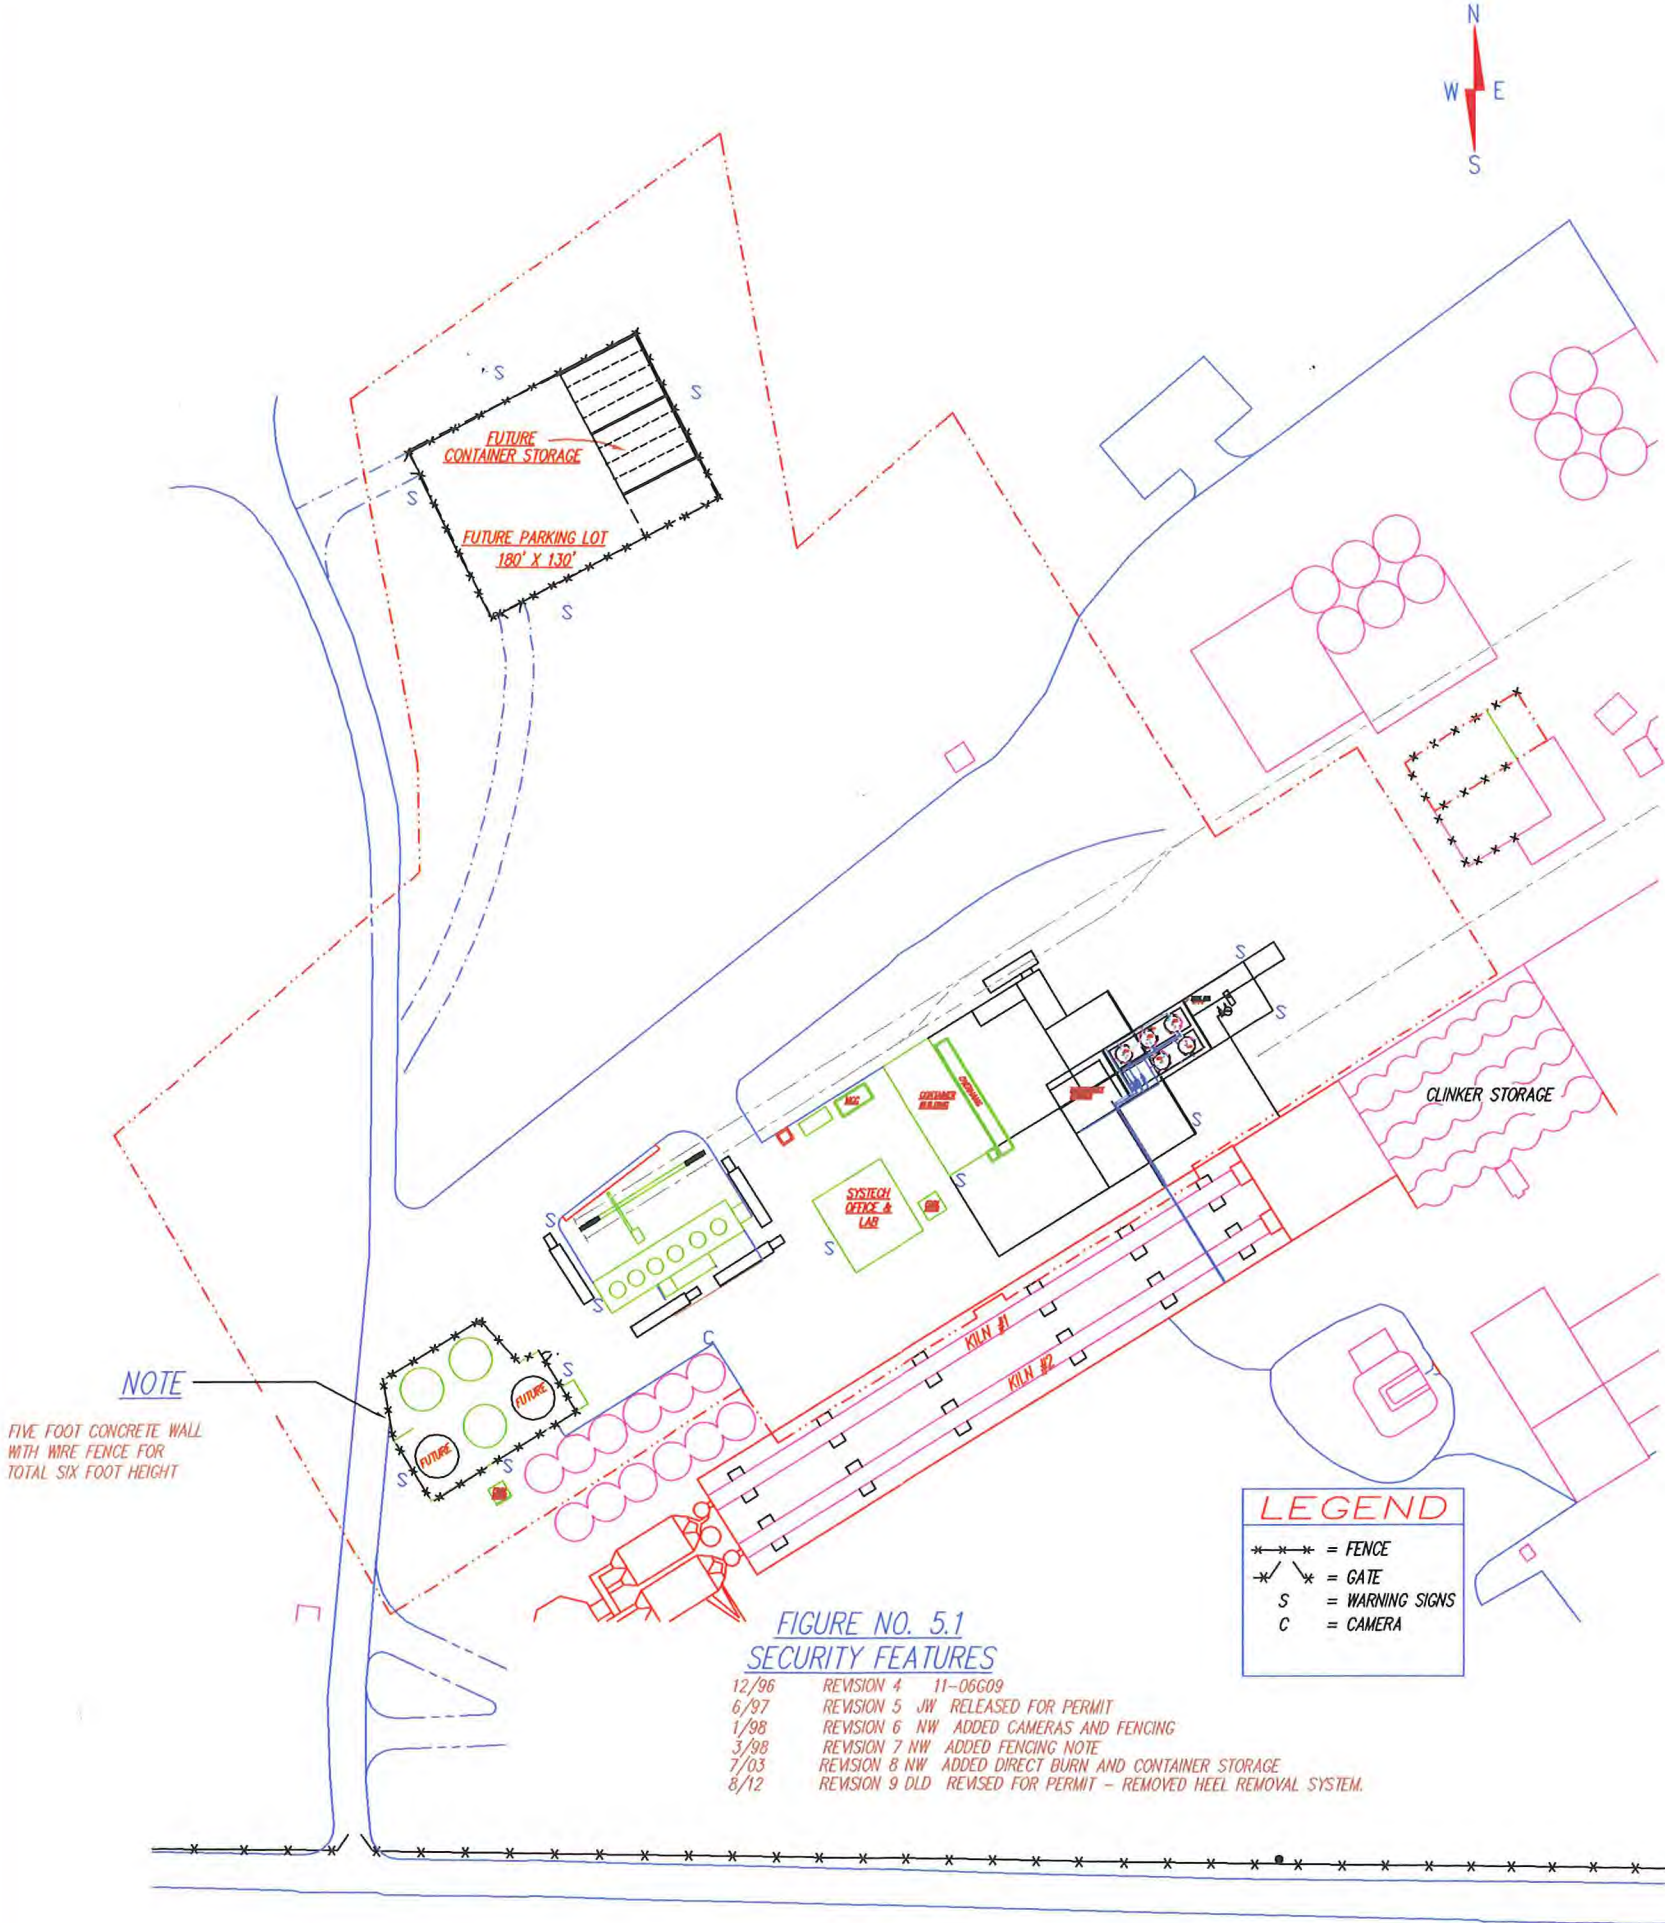 N
W E
S
S
S
FUTURE
CONTAINER STORAGE
S
FUTURE PARKING LOT
180' X 130'
S
S
S
CLINKER STORAGE
MCC
CONTAINER
BUILDING
OVERHANG
S
S
SYSTECH
OFFICE &
LAB
S
S
S
KILN #1
KILN #2
C
S
NOTE
FUTURE
FIVE FOOT CONCRETE WALL
WITH WIRE FENCE FOR
TOTAL SIX FOOT HEIGHT
FUTURE
S
S
LEGEND
= FENCE
= GATE
S = WARNING SIGNS
C = CAMERA
FIGURE NO. 5.1
SECURITY FEATURES
12/96 REVISION 4 11-06G09
6/97 REVISION 5 JW RELEASED FOR PERMIT
1/98 REVISION 6 NW ADDED CAMERAS AND FENCING
3/98 REVISION 7 NW ADDED FENCING NOTE
7/03 REVISION 8 NW ADDED DIRECT BURN AND CONTAINER STORAGE
8/12 REVISION 9 DLD REVISED FOR PERMIT - REMOVED HEEL REMOVAL SYSTEM.